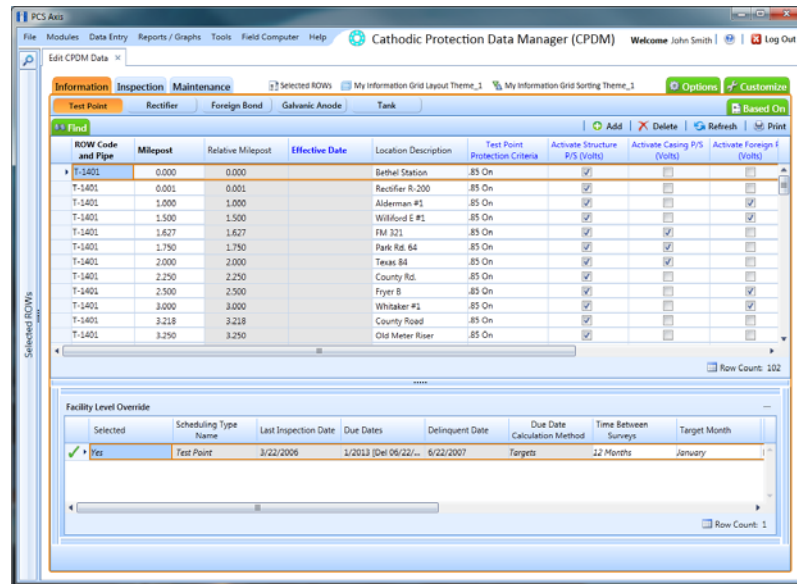 PCS Axis
File Modules Data Entry Reports / Graphs Tools Field Computer Help Cathodic Protection Data Manager (CPDM) Welcome John Smith | Log Out
Edit CPDM Data ×
Information Inspection Maintenance Selected ROWs My Information Grid Layout Theme_1 My Information Grid Sorting Theme_1 Options Customize
Test Point Rectifier Foreign Bond Galvanic Anode Tank Based On
Find Add | Delete | Refresh | Print
ROW Code and Pipe Milepost Relative Milepost Effective Date Location Description Test Point Protection Criteria Activate Structure P/S (Volts) Activate Casing P/S (Volts) Activate Foreign P (Volts)
T-1401 0.000 0.000 Bethel Station .85 On
T-1401 0.001 0.001 Rectifier R-200 .85 On
T-1401 1.000 1.000 Alderman #1 .85 On
T-1401 1.500 1.500 Williford E #1 .85 On
T-1401 1.627 1.627 FM 321 .85 On
T-1401 1.750 1.750 Park Rd. 64 .85 On
T-1401 2.000 2.000 Texas 84 .85 On
T-1401 2.250 2.250 County Rd. .85 On
T-1401 2.500 2.500 Fryer B .85 On
T-1401 3.000 3.000 Whitaker #1 .85 On
T-1401 3.218 3.218 County Road .85 On
T-1401 3.250 3.250 Old Meter Riser .85 On
Row Count: 102
Selected ROWs
Facility Level Override
Selected Scheduling Type Name Last Inspection Date Due Dates Delinquent Date Due Date Calculation Method Time Between Surveys Target Month
Yes Test Point 3/22/2006 1/2013 [Del 06/22/... 6/22/2007 Targets 12 Months January
Row Count: 1